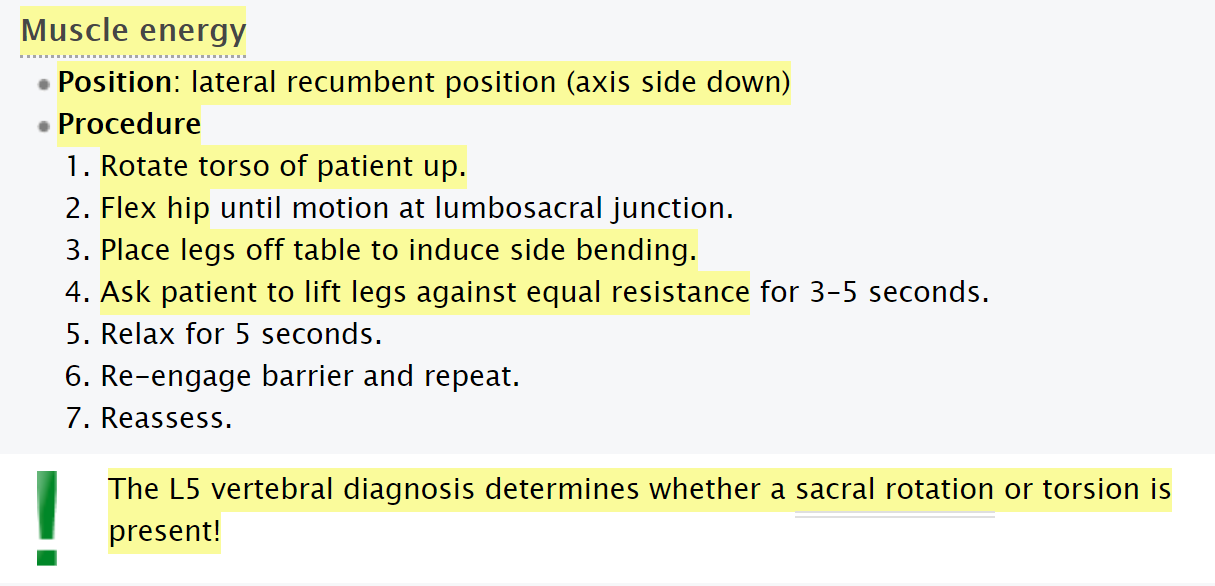 Muscle energy
Position: lateral recumbent position (axis side down)
Procedure
1. Rotate torso of patient up.
2. Flex hip until motion at lumbosacral junction.
3. Place legs off table to induce side bending.
4. Ask patient to lift legs against equal resistance for 3–5 seconds.
5. Relax for 5 seconds.
6. Re-engage barrier and repeat.
7. Reassess.
The L5 vertebral diagnosis determines whether a sacral rotation or torsion is
present!